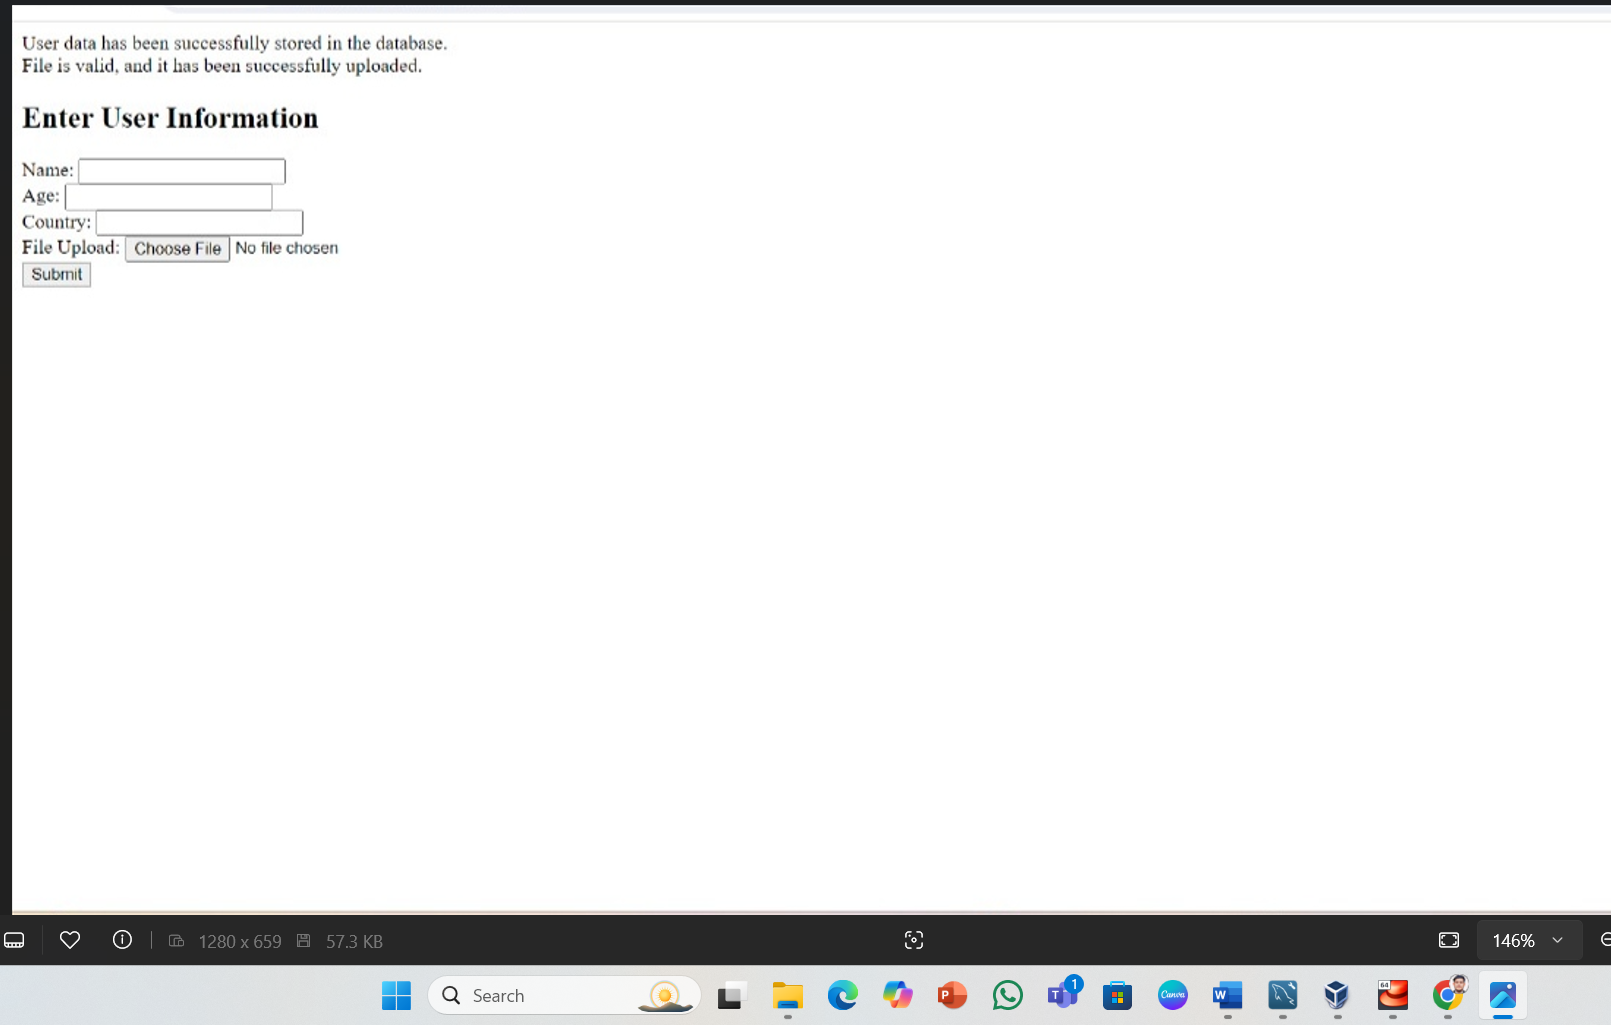 User data has been successfully stored in the database.
File is valid, and it has been successfully uploaded.
Enter User Information
Name:
Age:
Country:
File Upload: Choose File No file chosen
Submit
1280 x 659 57.3 KB
146%
Search
P
T 1
Canva
W
64